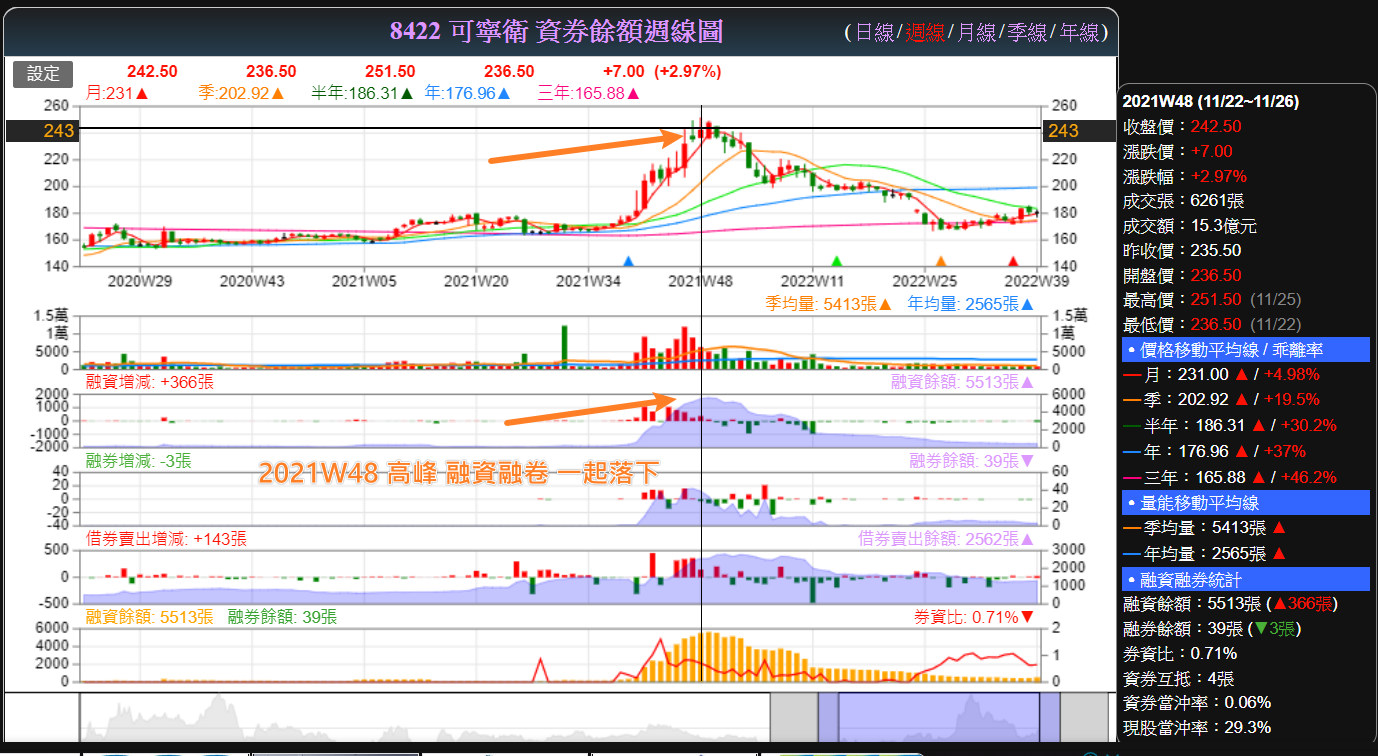 8422 可寧衛 資券餘額週線圖
(日線/週線/月線/季線/年線)
設定
242.50 236.50 251.50 236.50 +7.00 (+2.97%)
月:231▲ 季:202.92▲ 半年:186.31▲ 年:176.96▲ 三年:165.88▲
260 260
243 243
220 220
200 200
180 180
160 160
140 140
2020W29 2020W43 2021W05 2021W20 2021W34 2021W48 2022W11 2022W25 2022W39
季均量: 5413張▲ 年均量: 2565張▲
1.5萬 1.5萬
1萬 1萬
5000 5000
0 0
融資增減: +366張 融資餘額: 5513張▲
2000 6000
1000 4000
0
-1000 2000
-2000 0
融券增減: -3張 融券餘額: 39張▼
2021W48 高峰 融資融卷 一起落下
40 60
20 40
0
-20 20
-40 0
借券賣出增減: +143張 借券賣出餘額: 2562張▲
500 3000
2000
0
1000
-500 0
融資餘額: 5513張 融券餘額: 39張 券資比: 0.71%▼
6000 2
4000
1
2000
0 0
2021W48 (11/22~11/26)
收盤價：242.50
漲跌價：+7.00
漲跌幅：+2.97%
成交張：6261張
成交額：15.3億元
昨收價：235.50
開盤價：236.50
最高價：251.50 (11/25)
最低價：236.50 (11/22)
• 價格移動平均線 / 乖離率
月：231.00 ▲ / +4.98%
季：202.92 ▲ / +19.5%
半年：186.31 ▲ / +30.2%
年：176.96 ▲ / +37%
三年：165.88 ▲ / +46.2%
• 量能移動平均線
季均量：5413張 ▲
年均量：2565張 ▲
• 融資融券統計
融資餘額：5513張 (▲366張)
融券餘額：39張 (▼3張)
券資比：0.71%
資券互抵：4張
資券當沖率：0.06%
現股當沖率：29.3%